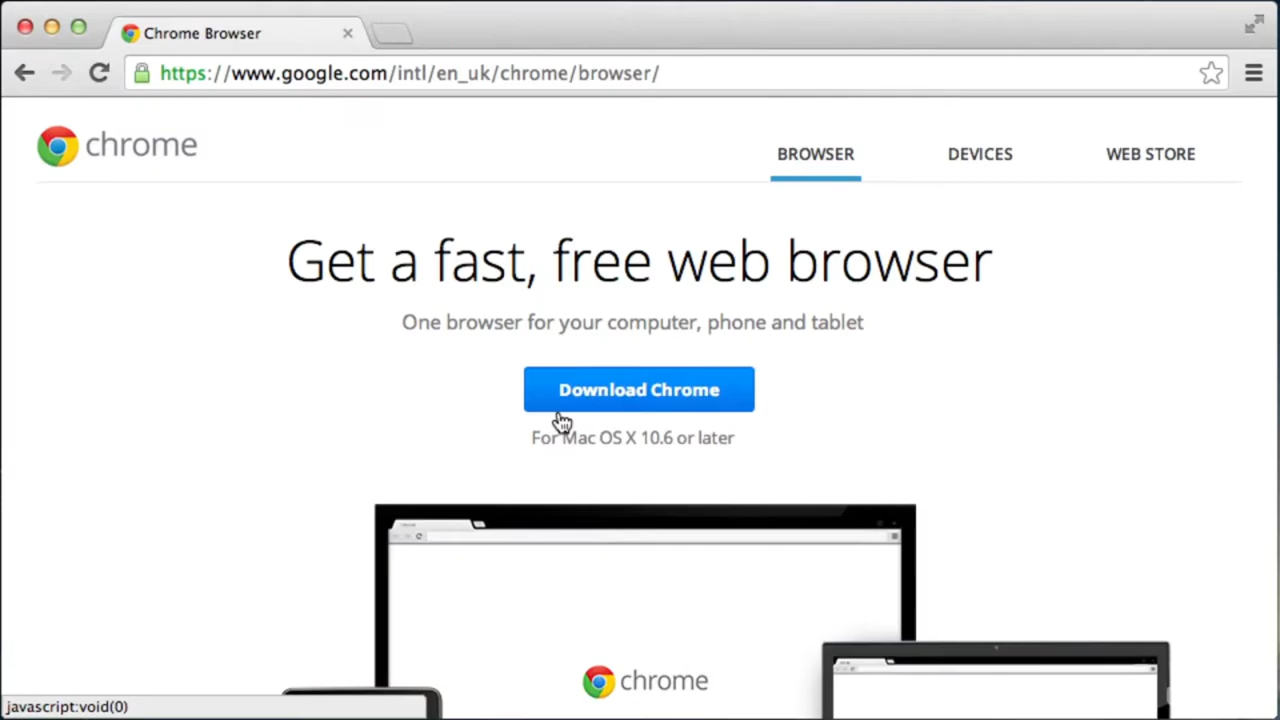 Chrome Browser
https://www.google.com/intl/en_uk/chrome/browser/
chrome
BROWSER
DEVICES
WEB STORE
Get a fast, free web browser
One browser for your computer, phone and tablet
Download Chrome
For Mac OS X 10.6 or later
chrome
javascript:void(0)